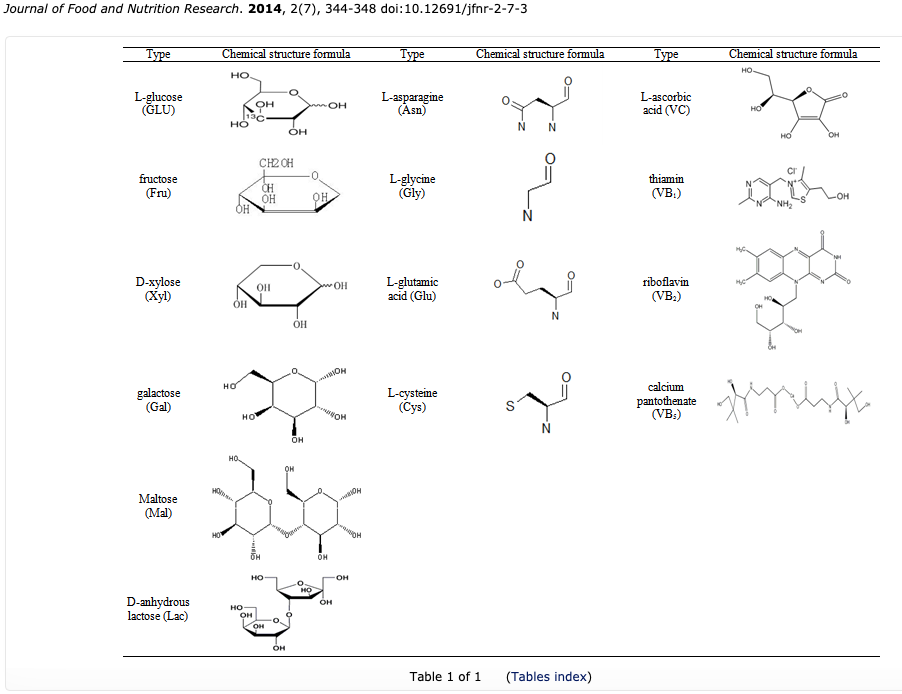 Journal of Food and Nutrition Research. 2014, 2(7), 344-348 doi:10.12691/jfnr-2-7-3
Type Chemical structure formula Type Chemical structure formula Type Chemical structure formula
L-glucose
(GLU)
HO
O
OH
OH
13C
HO
OH
L-asparagine
(Asn)
O
O
N
N
L-ascorbic
acid (VC)
HO
O
O
HO
HO
OH
fructose
(Fru)
CH2OH
O
OH
OH
OH
OH
L-glycine
(Gly)
O
N
thiamin
(VB1)
Cl-
N
N+
N
NH2
S
OH
D-xylose
(Xyl)
O
OH
OH
OH
OH
L-glutamic
acid (Glu)
O
O
O
N
riboflavin
(VB2)
O
H3C
N
NH
H3C
N
N
O
HO
OH
OH
OH
galactose
(Gal)
O
OH
HO
HO
OH
OH
L-cysteine
(Cys)
O
S
N
calcium
pantothenate
(VB5)
Maltose
(Mal)
HO
OH
HO
O
O
OH
HO
O
OH
OH
OH
D-anhydrous
lactose (Lac)
HO
O
OH
HO
OH
HO
OH
O
O
OH
OH
Table 1 of 1 (Tables index)